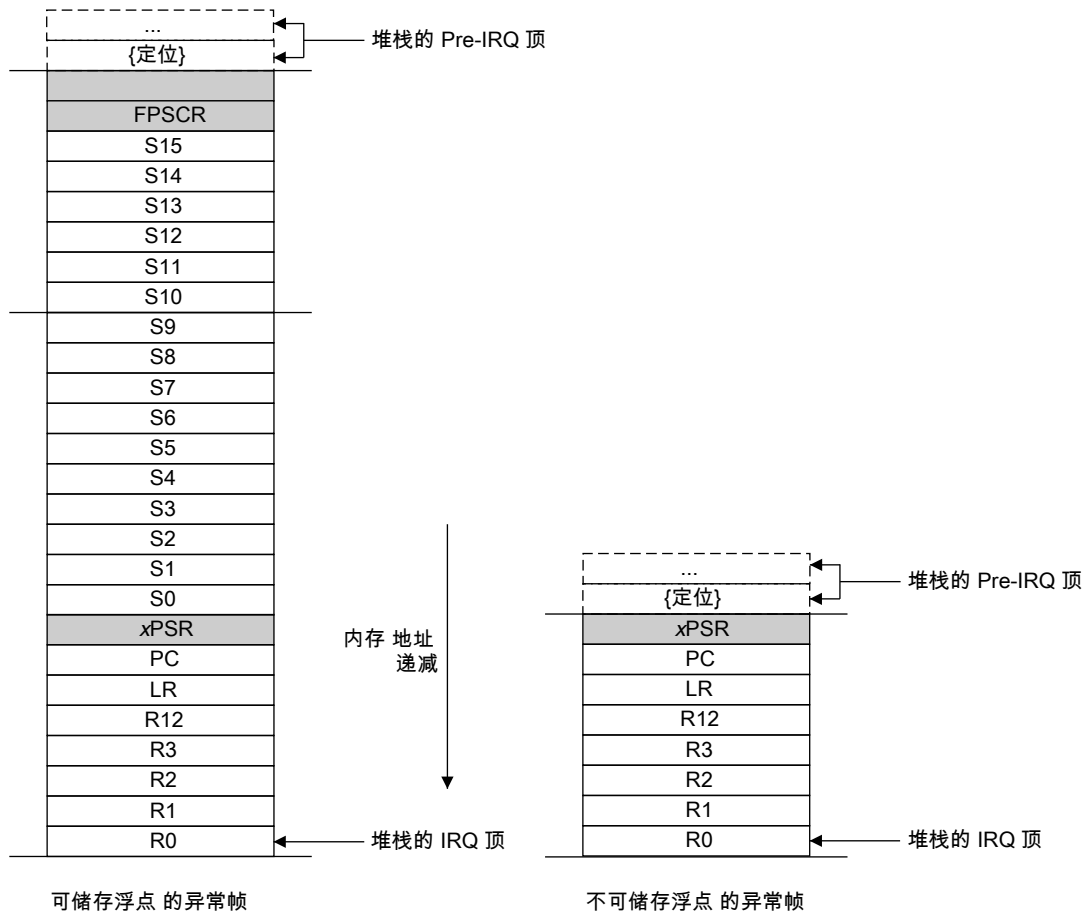 ...
{定位}
堆栈的 Pre-IRQ 顶
FPSCR
S15
S14
S13
S12
S11
S10
S9
S8
S7
S6
S5
S4
S3
S2
S1
S0
xPSR
PC
LR
R12
R3
R2
R1
R0
堆栈的 IRQ 顶
可储存浮点 的异常帧
内存 地址
递减
...
{定位}
堆栈的 Pre-IRQ 顶
xPSR
PC
LR
R12
R3
R2
R1
R0
堆栈的 IRQ 顶
不可储存浮点 的异常帧